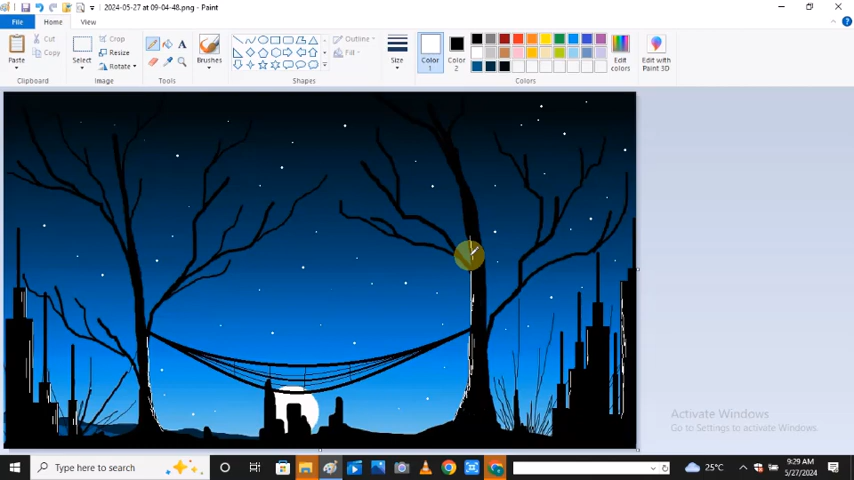 2024-05-27 at 09-04-48.png - Paint
File
Home
View
Paste
Cut
Copy
Clipboard
Select
Crop
Resize
Rotate
Image
Tools
Brushes
Outline
Fill
Shapes
Size
Color 1
Color 2
Colors
Edit colors
Edit with Paint 3D
Activate Windows
Go to Settings to activate Windows.
Type here to search
25°C
9:29 AM
5/27/2024